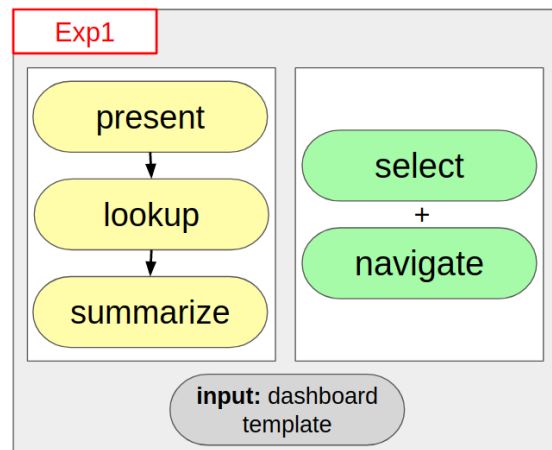 Exp1
present
lookup
summarize
select
+
navigate
input: dashboard
template